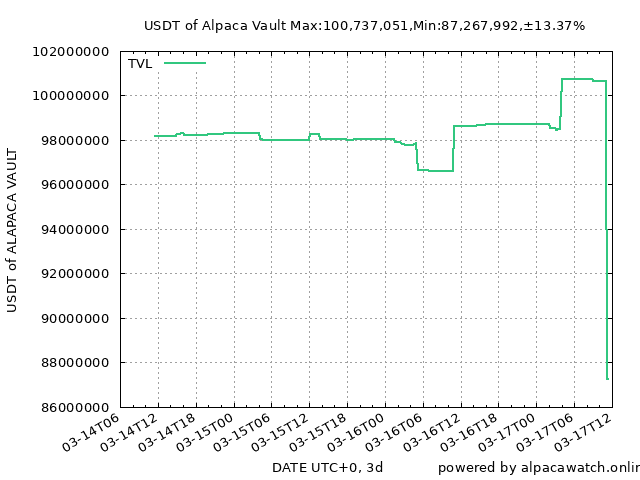 USDT of Alpaca Vault Max:100,737,051,Min:87,267,992,±13.37%
TVL
102000000
100000000
98000000
96000000
94000000
92000000
90000000
88000000
86000000
USDT of ALAPACA VAULT
03-14T06
03-14T12
03-14T18
03-15T00
03-15T06
03-15T12
03-15T18
03-16T00
03-16T06
03-16T12
03-16T18
03-17T00
03-17T06
03-17T12
DATE UTC+0, 3d
powered by alpacawatch.onlin